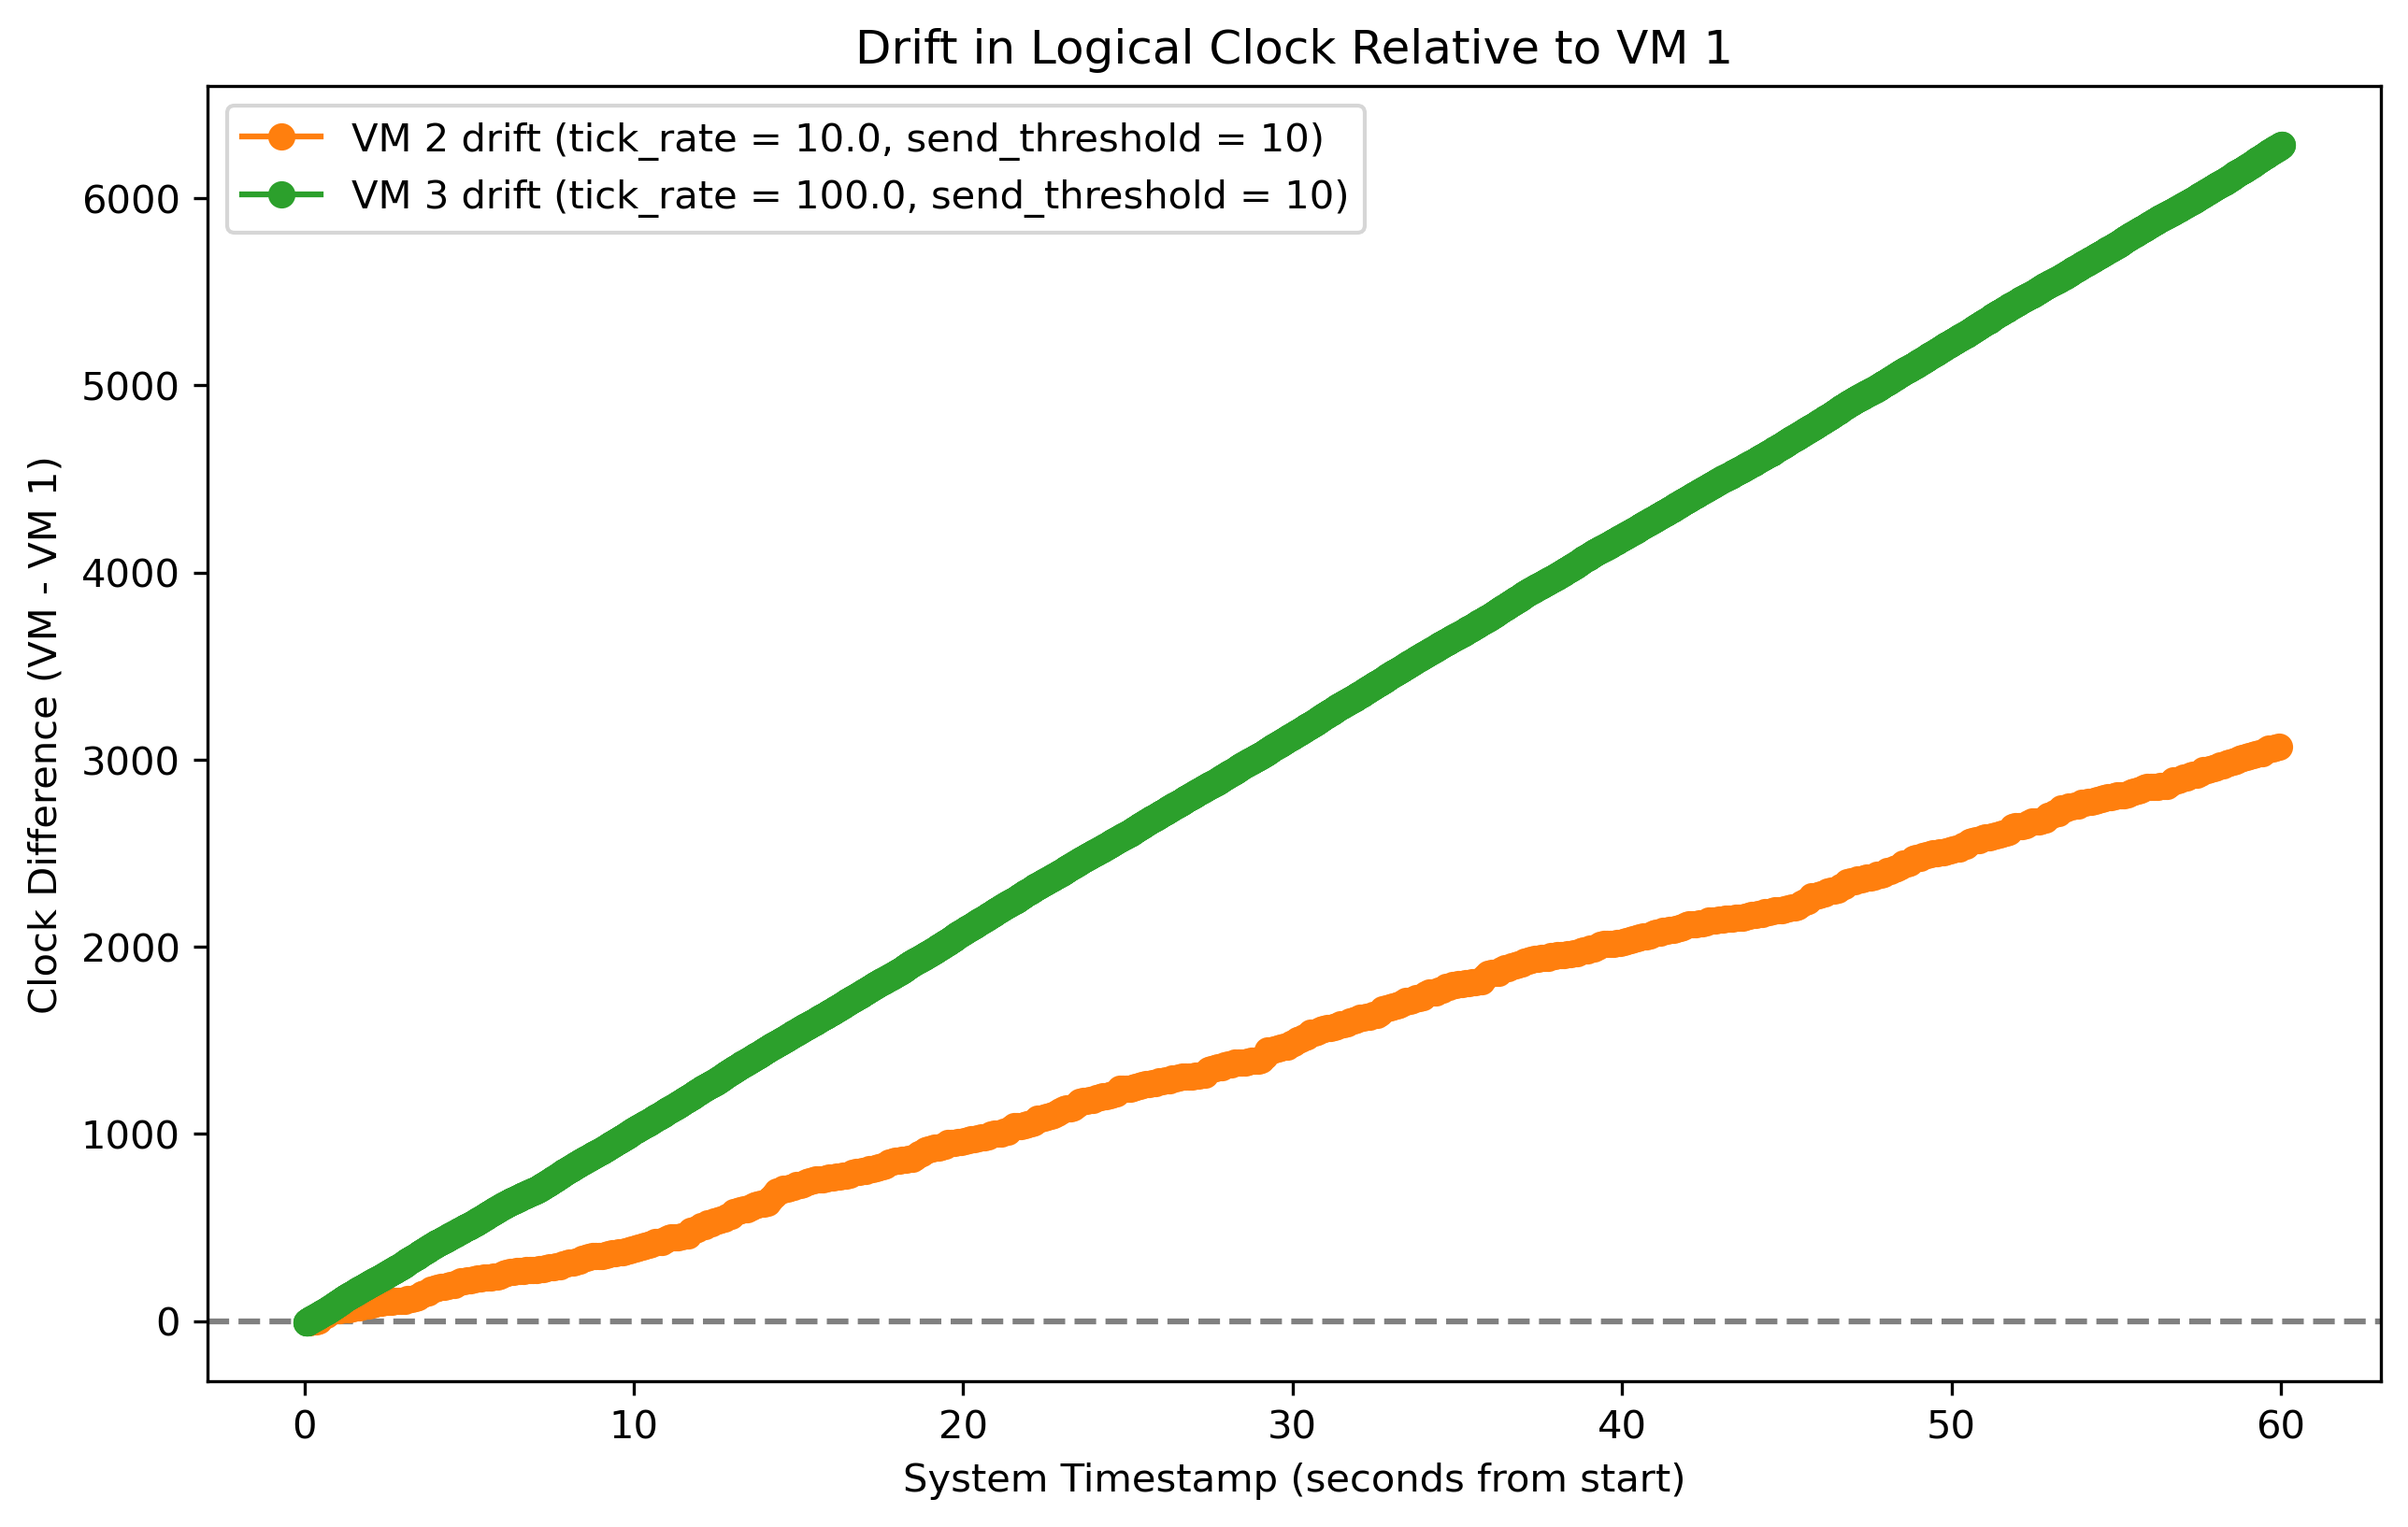 Drift in Logical Clock Relative to VM 1
VM 2 drift (tick_rate = 10.0, send_threshold = 10)
VM 3 drift (tick_rate = 100.0, send_threshold = 10)
Clock Difference (VM - VM 1)
6000
5000
4000
3000
2000
1000
0
0 10 20 30 40 50 60
System Timestamp (seconds from start)